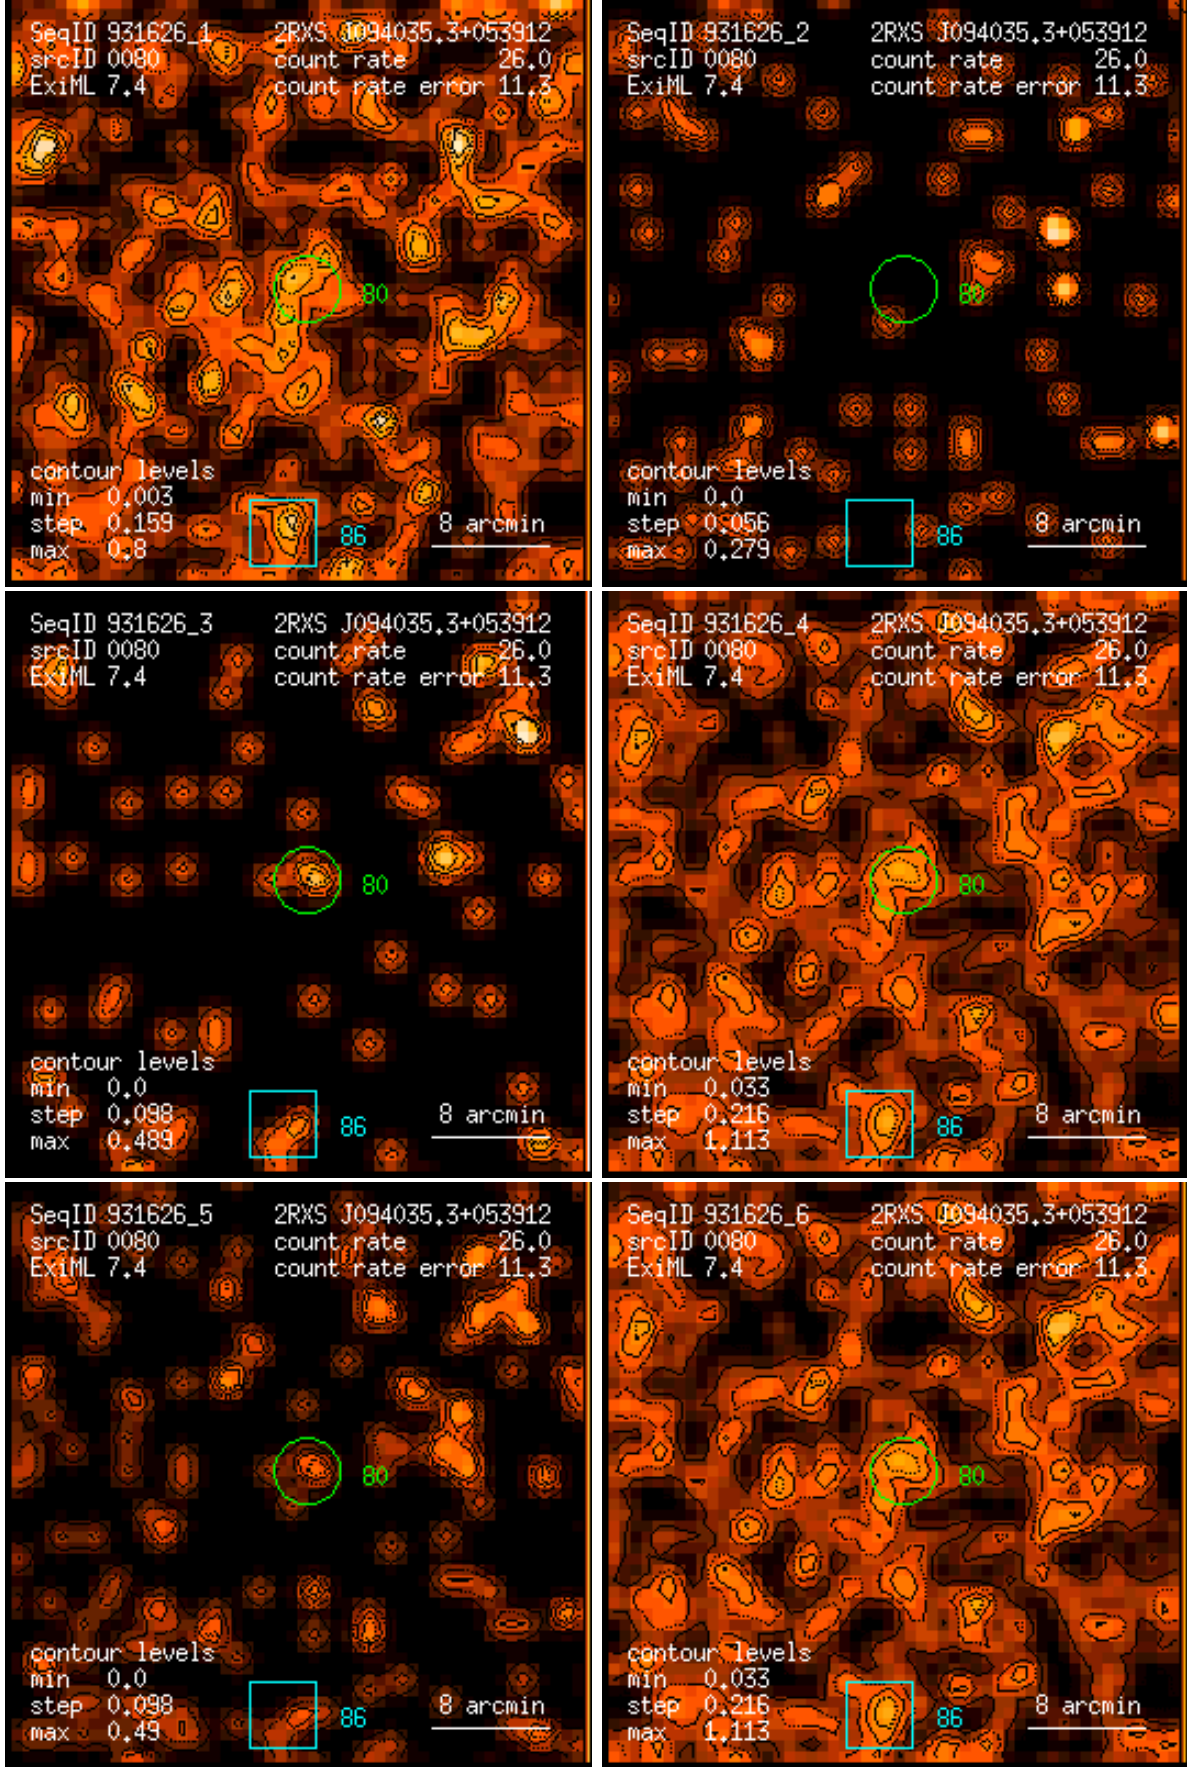 SeqID 931626_1 2RXS J094035.3+053912
srcID 0080 count rate 26.0
ExiML 7.4 count rate error 11.3
80
contour levels
min 0.003
step 0.159
max 0.8
86
8 arcmin
SeqID 931626_2 2RXS J094035.3+053912
srcID 0080 count rate 26.0
ExiML 7.4 count rate error 11.3
80
contour levels
min 0.0
step 0.056
max 0.279
86
8 arcmin
SeqID 931626_3 2RXS J094035.3+053912
srcID 0080 count rate 26.0
ExiML 7.4 count rate error 11.3
80
contour levels
min 0.0
step 0.098
max 0.489
86
8 arcmin
SeqID 931626_4 2RXS J094035.3+053912
srcID 0080 count rate 26.0
ExiML 7.4 count rate error 11.3
80
contour levels
min 0.033
step 0.216
max 1.113
86
8 arcmin
SeqID 931626_5 2RXS J094035.3+053912
srcID 0080 count rate 26.0
ExiML 7.4 count rate error 11.3
80
contour levels
min 0.0
step 0.098
max 0.49
86
8 arcmin
SeqID 931626_6 2RXS J094035.3+053912
srcID 0080 count rate 26.0
ExiML 7.4 count rate error 11.3
80
contour levels
min 0.033
step 0.216
max 1.113
86
8 arcmin